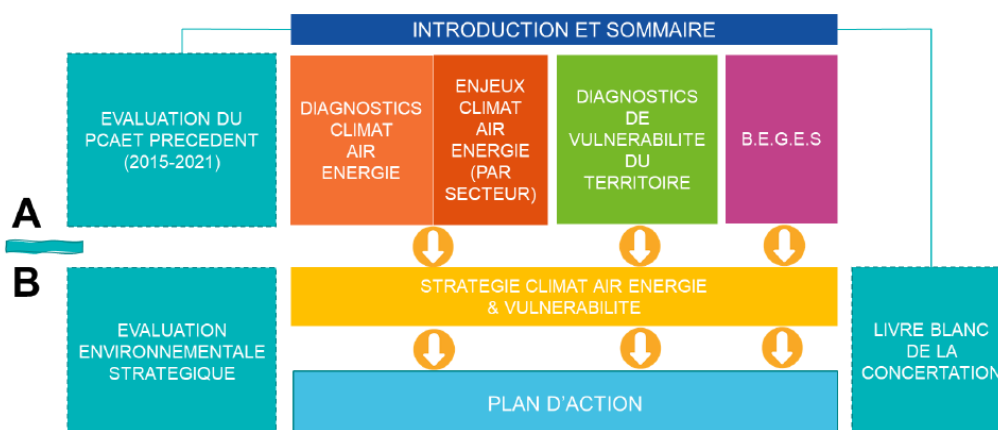 INTRODUCTION ET SOMMAIRE
EVALUATION DU
PCAET PRECEDENT
(2015-2021)
DIAGNOSTICS
CLIMAT
AIR
ENERGIE
ENJEUX
CLIMAT
AIR
ENERGIE
(PAR
SECTEUR)
DIAGNOSTICS
DE
VULNERABILITE
DU
TERRITOIRE
B.E.G.E.S
A
B
EVALUATION
ENVIRONNEMENTALE
STRATEGIQUE
STRATEGIE CLIMAT AIR ENERGIE
& VULNERABILITE
PLAN D'ACTION
LIVRE BLANC
DE LA
CONCERTATION